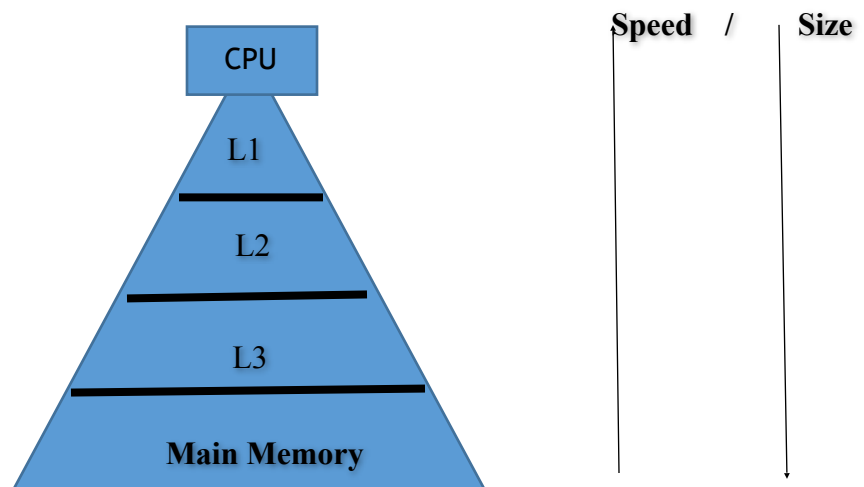 Speed / Size
CPU
L1
L2
L3
Main Memory